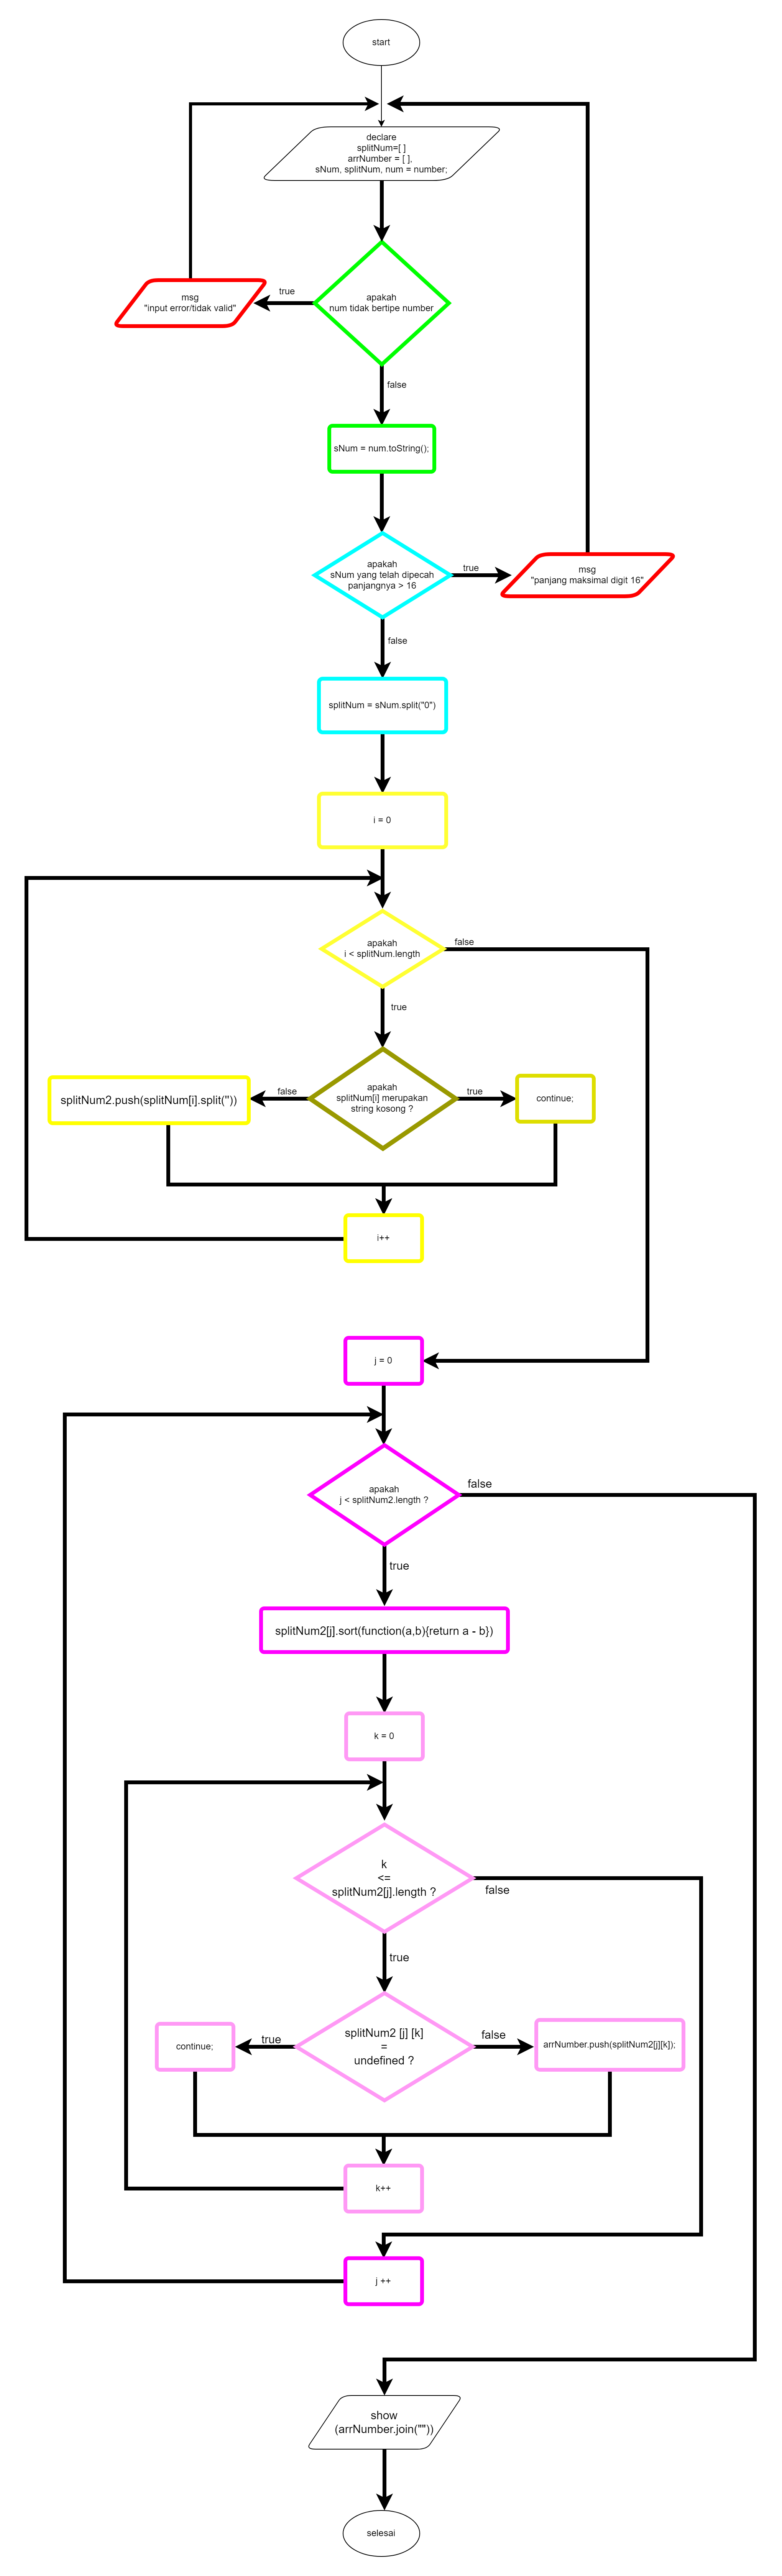 start
declare
splitNum=[ ]
arrNumber = [ ],
sNum, splitNum, num = number;
apakah
num tidak bertipe number
true
msg
"input error/tidak valid"
false
sNum = num.toString();
apakah
sNum yang telah dipecah
panjangnya > 16
true
msg
"panjang maksimal digit 16"
false
splitNum = sNum.split("0")
i = 0
apakah
i < splitNum.length
false
true
apakah
splitNum[i] merupakan
string kosong ?
false
splitNum2.push(splitNum[i].split(''))
true
continue;
i++
j = 0
apakah
j < splitNum2.length ?
false
true
splitNum2[j].sort(function(a,b){return a - b})
k = 0
k
<=
splitNum2[j].length ?
false
true
splitNum2 [j] [k]
=
undefined ?
true
continue;
false
arrNumber.push(splitNum2[j][k]);
k++
j ++
show
(arrNumber.join(""))
selesai